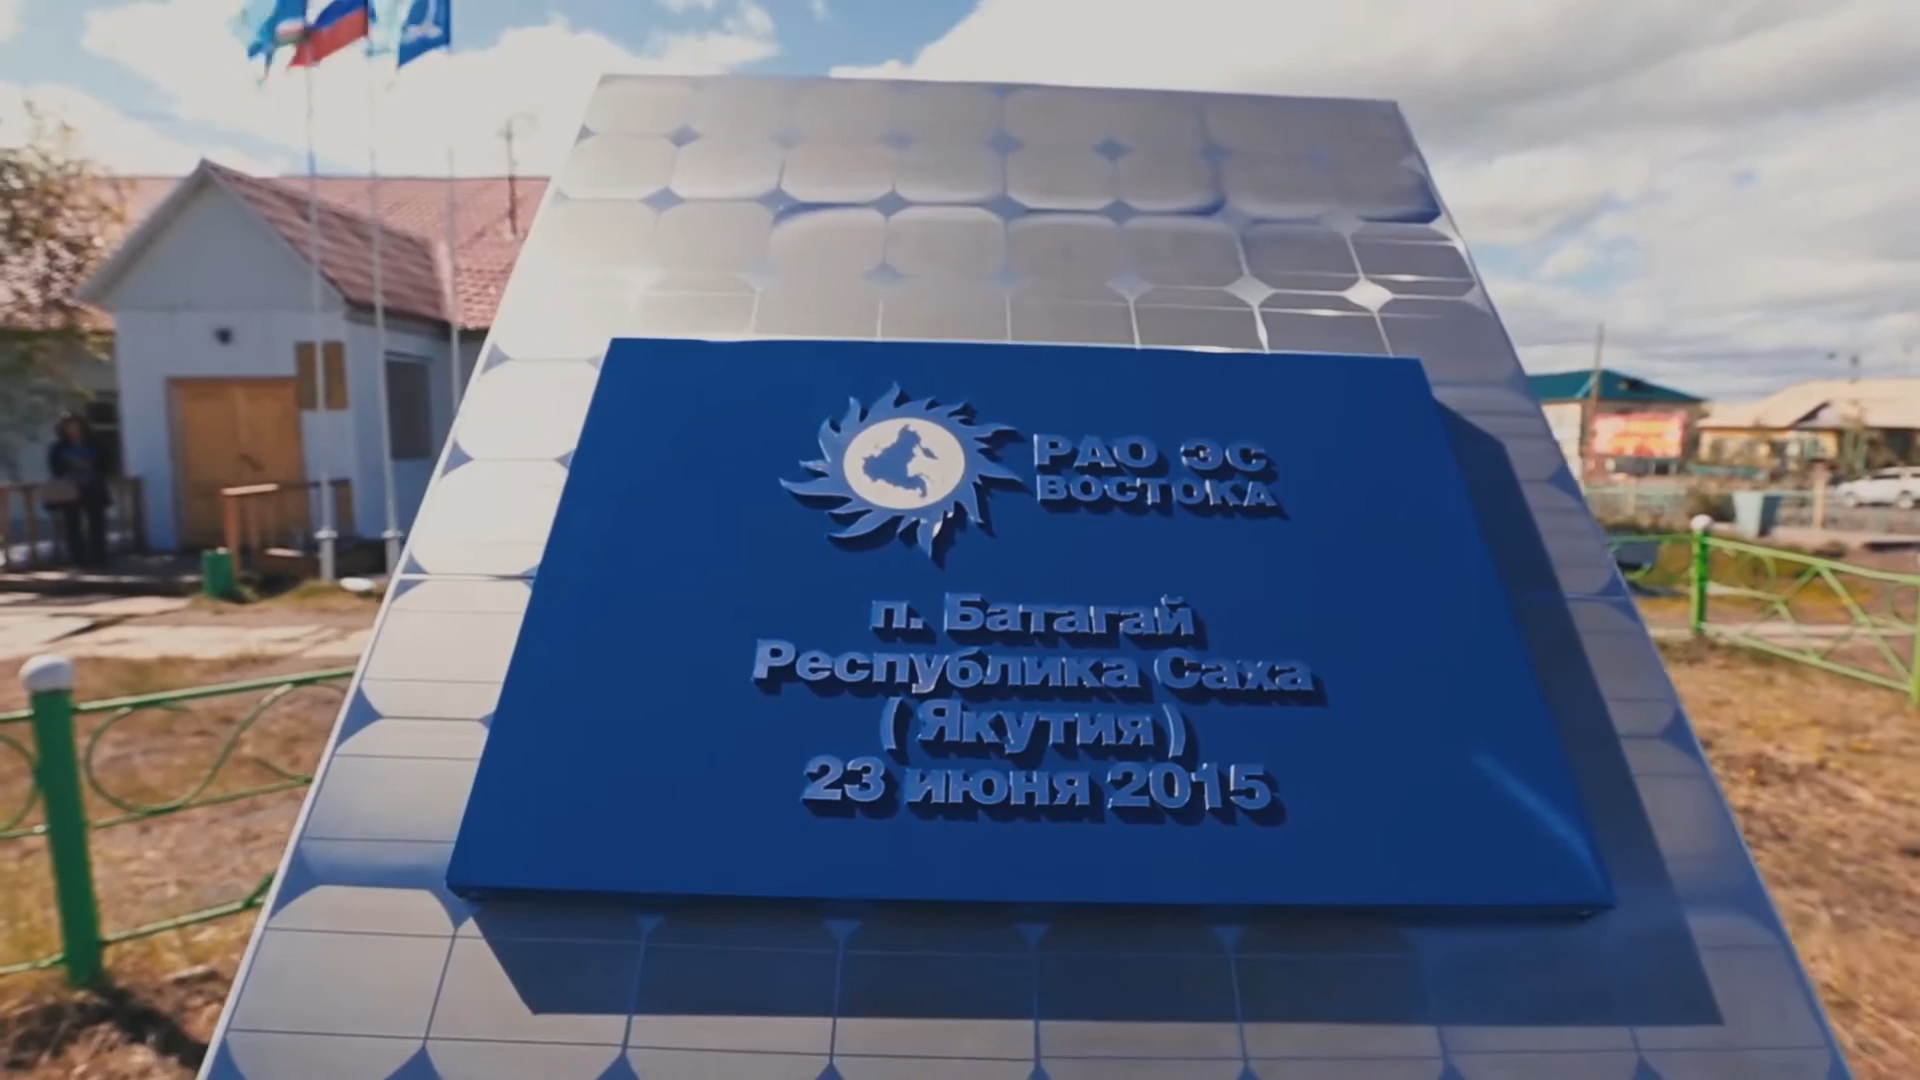 РАО ЭС
ВОСТОКА
п. Батагай
Республика Саха
(Якутия)
23 июня 2015